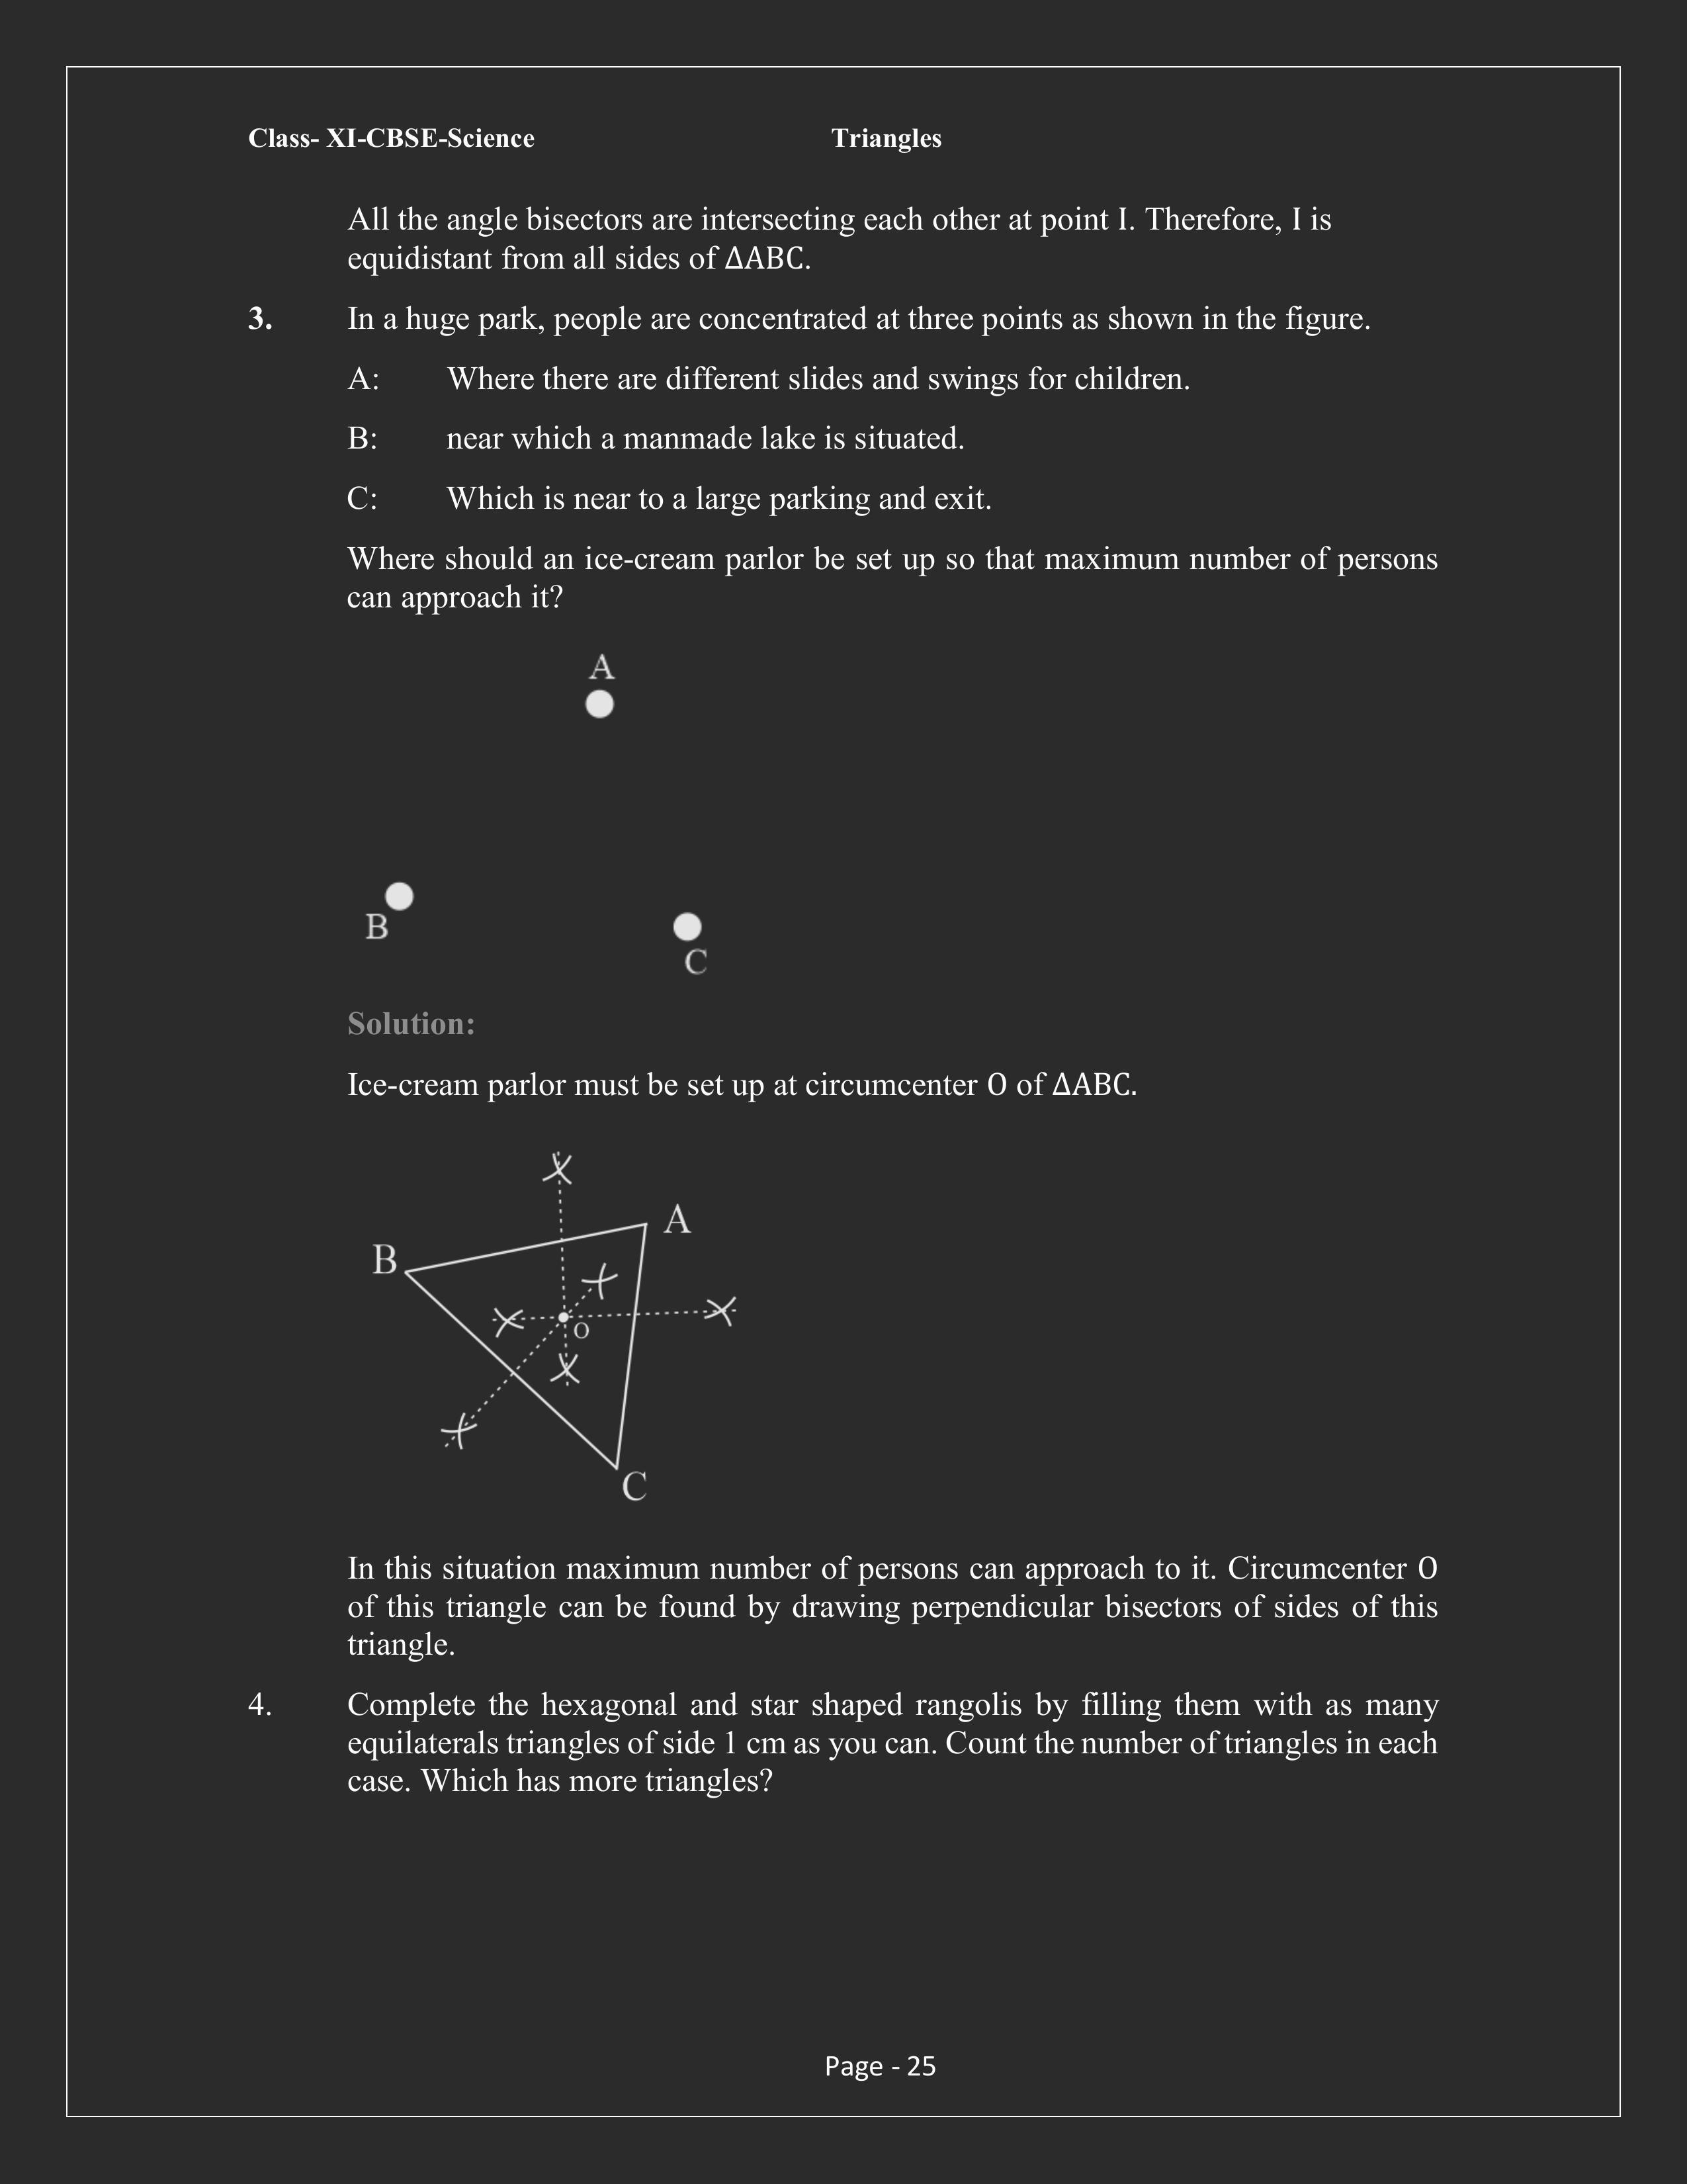 Class- XI-CBSE-Science Triangles
All the angle bisectors are intersecting each other at point I. Therefore, I is
equidistant from all sides of ΔABC.
3. In a huge park, people are concentrated at three points as shown in the figure.
A: Where there are different slides and swings for children.
B: near which a manmade lake is situated.
C: Which is near to a large parking and exit.
Where should an ice-cream parlor be set up so that maximum number of persons
can approach it?
A
B
C
Solution:
Ice-cream parlor must be set up at circumcenter O of ΔABC.
A
B
O
C
In this situation maximum number of persons can approach to it. Circumcenter O
of this triangle can be found by drawing perpendicular bisectors of sides of this
triangle.
4. Complete the hexagonal and star shaped rangolis by filling them with as many
equilaterals triangles of side 1 cm as you can. Count the number of triangles in each
case. Which has more triangles?
Page - 25